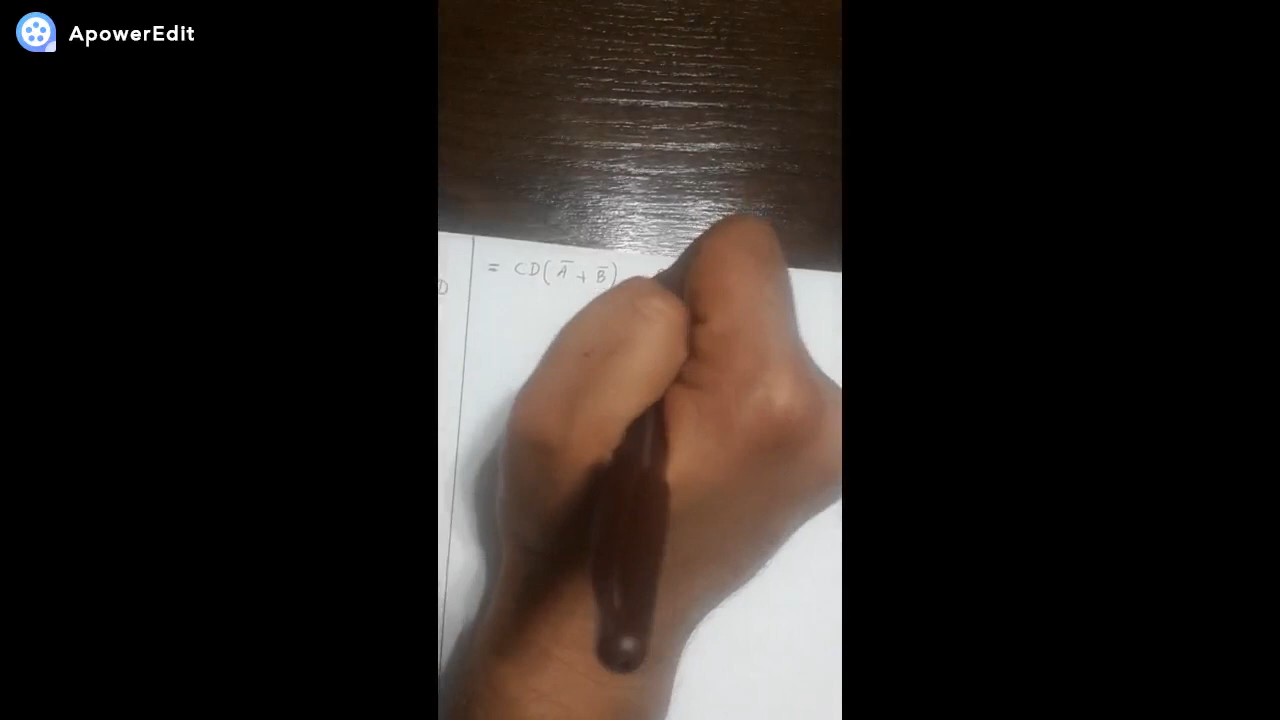 ApowerEdit
= CD(A̅ + B̅)
D